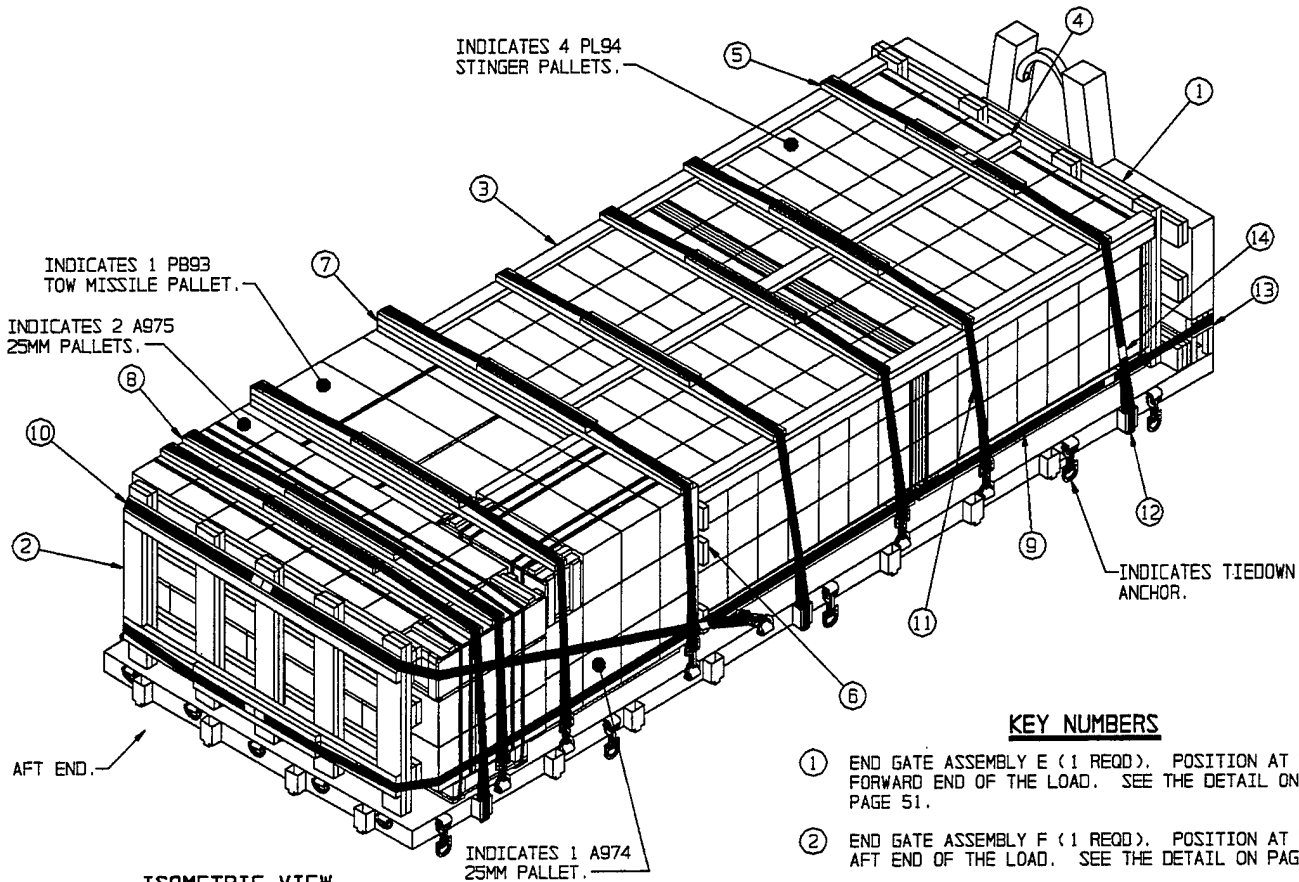 INDICATES 4 PL94
STINGER PALLETS.
4
5
1
3
14
INDICATES 1 PB93
TOW MISSILE PALLET.
7
13
INDICATES 2 A975
25MM PALLETS.
8
10
12
9
2
INDICATES TIEDOWN
ANCHOR.
11
6
AFT END.
INDICATES 1 A974
25MM PALLET.
KEY NUMBERS
1 END GATE ASSEMBLY E (1 REQD). POSITION AT
FORWARD END OF THE LOAD. SEE THE DETAIL ON
PAGE 51.
2 END GATE ASSEMBLY F (1 REQD). POSITION AT
AFT END OF THE LOAD. SEE THE DETAIL ON PAG
ISOMETRIC VIEW